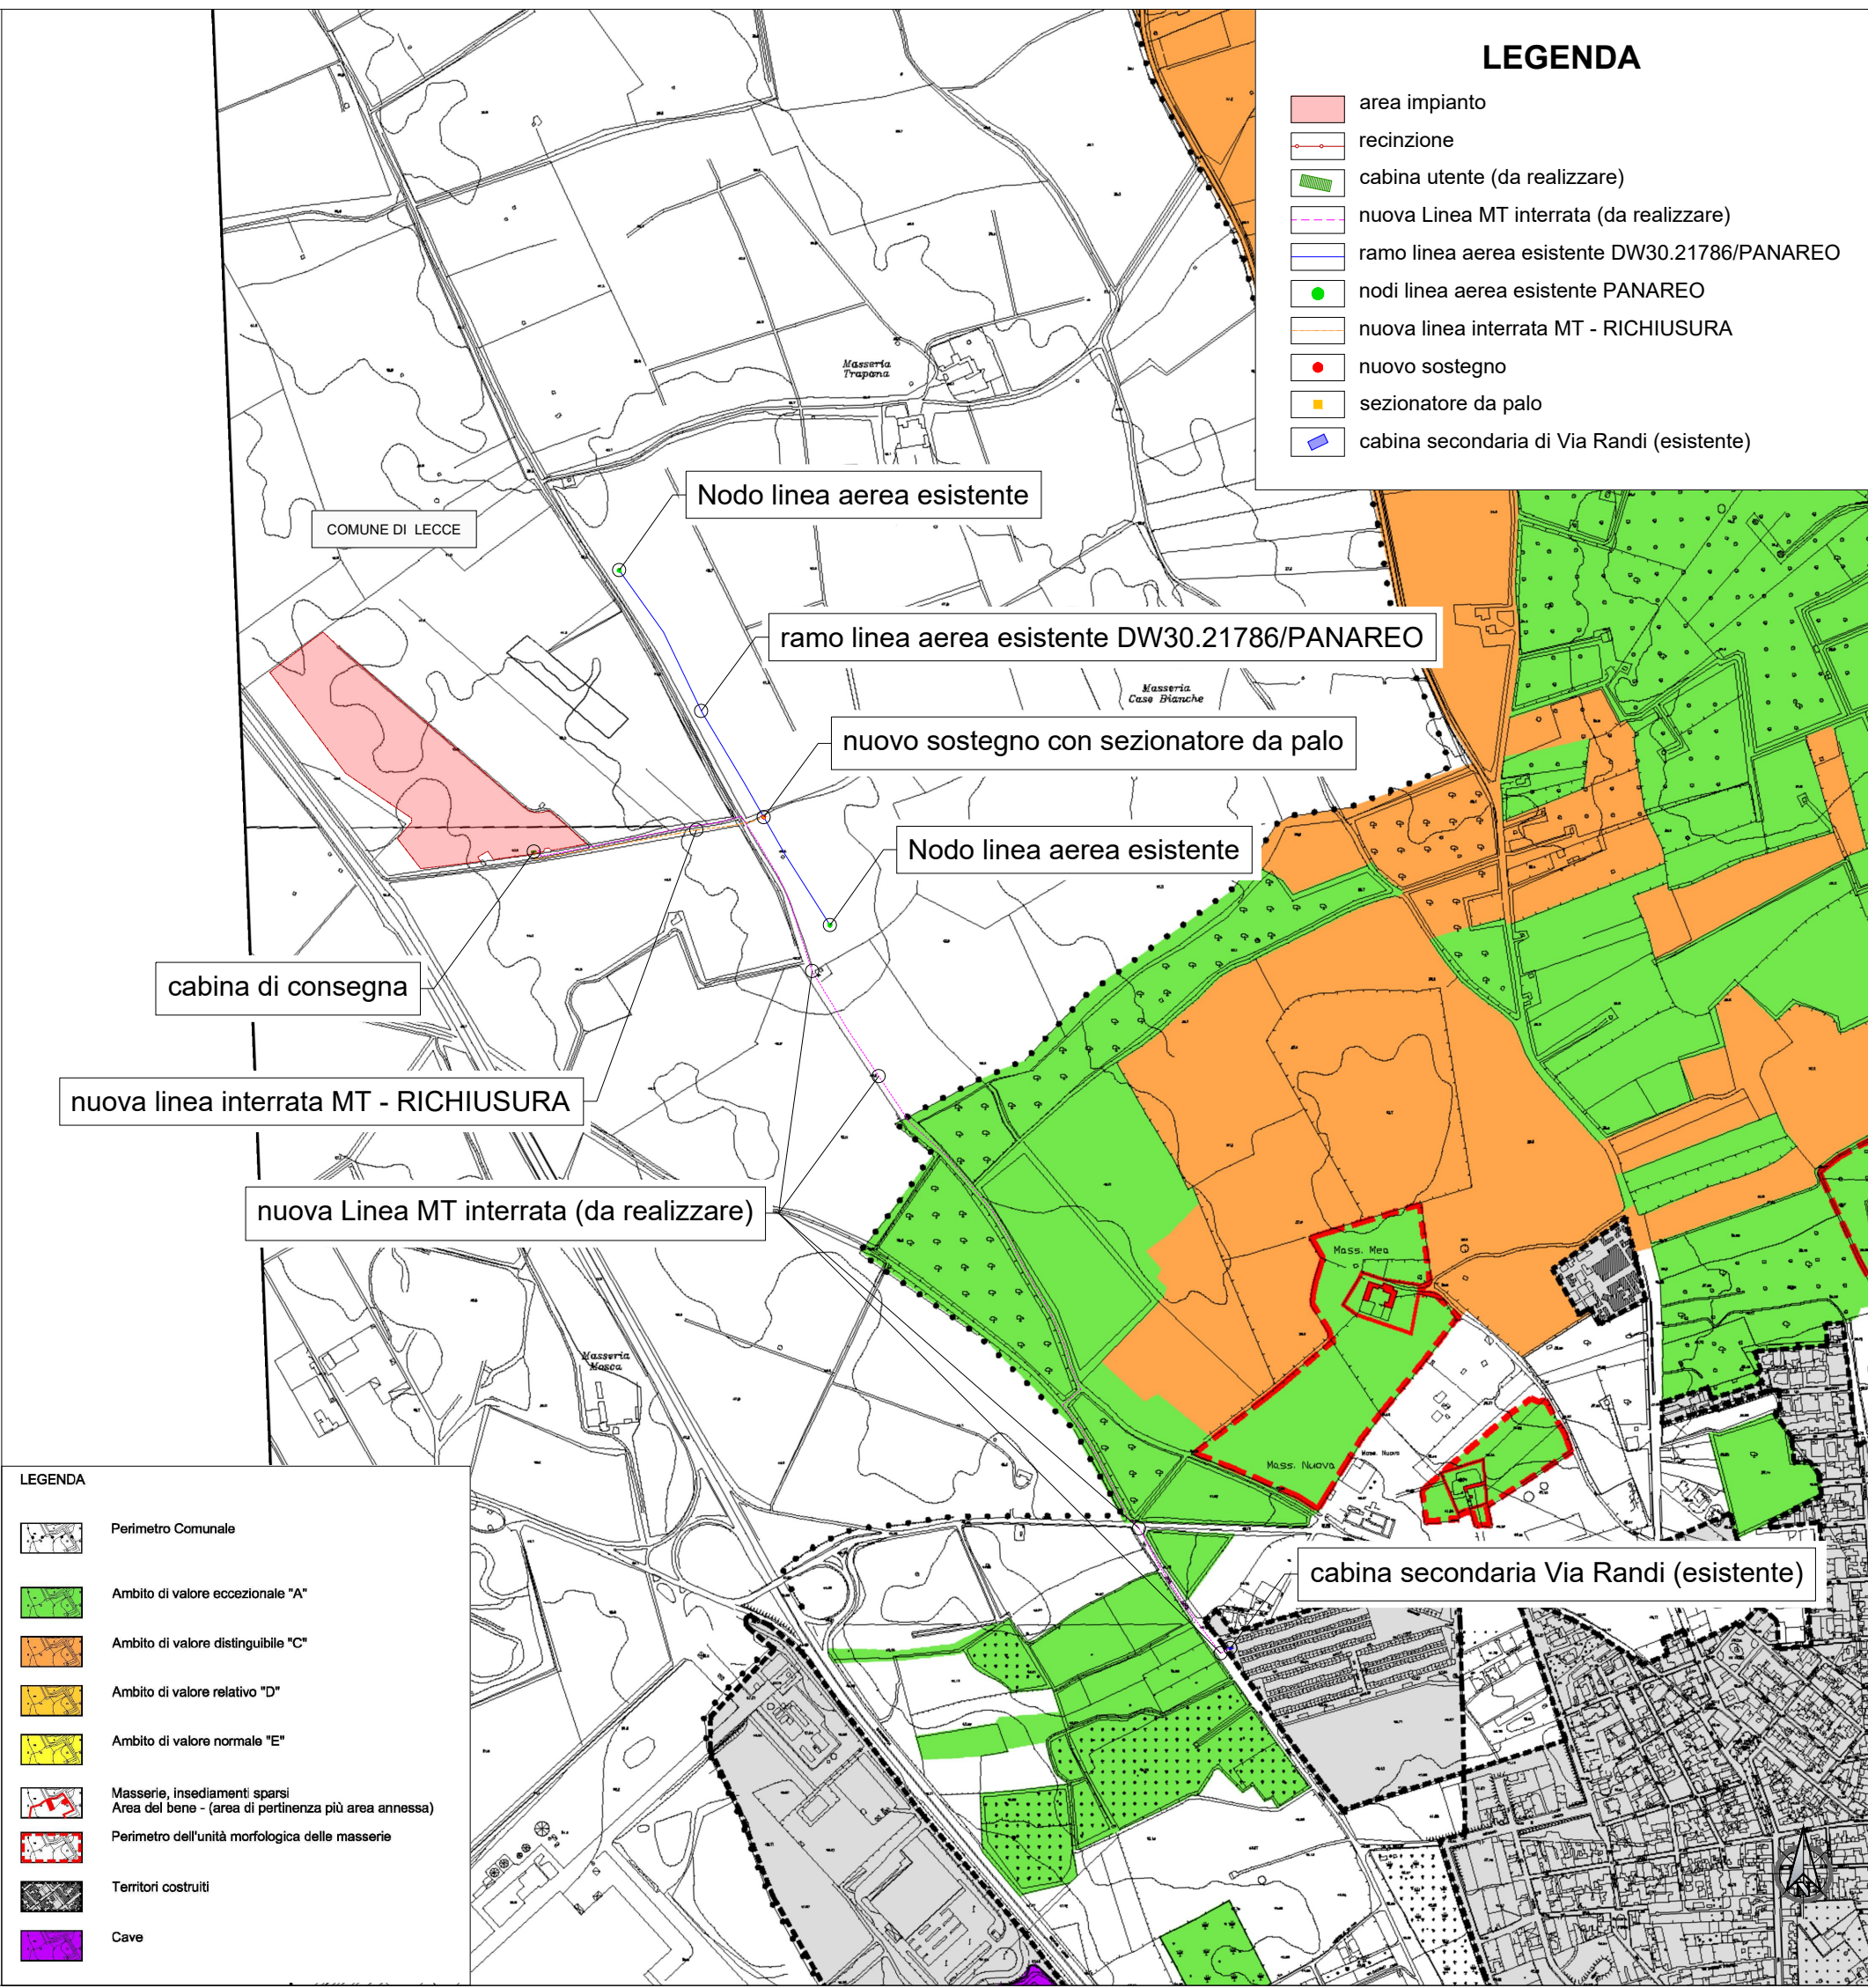 LEGENDA
area impianto
recinzione
cabina utente (da realizzare)
nuova Linea MT interrata (da realizzare)
ramo linea aerea esistente DW30.21786/PANAREO
nodi linea aerea esistente PANAREO
nuova linea interrata MT - RICHIUSURA
nuovo sostegno
sezionatore da palo
cabina secondaria di Via Randi (esistente)
Masseria
Trapana
Nodo linea aerea esistente
COMUNE DI LECCE
ramo linea aerea esistente DW30.21786/PANAREO
Masseria
Case Bianche
nuovo sostegno con sezionatore da palo
Nodo linea aerea esistente
cabina di consegna
nuova linea interrata MT - RICHIUSURA
nuova Linea MT interrata (da realizzare)
Mass. Mea
Masseria
Mosca
Mass. Nuova
Mass. Nuova
cabina secondaria Via Randi (esistente)
LEGENDA
Perimetro Comunale
Ambito di valore eccezionale "A"
Ambito di valore distinguibile "C"
Ambito di valore relativo "D"
Ambito di valore normale "E"
Masserie, insediamenti sparsi
Area del bene - (area di pertinenza più area annessa)
Perimetro dell'unità morfologica delle masserie
Territori costruiti
Cave